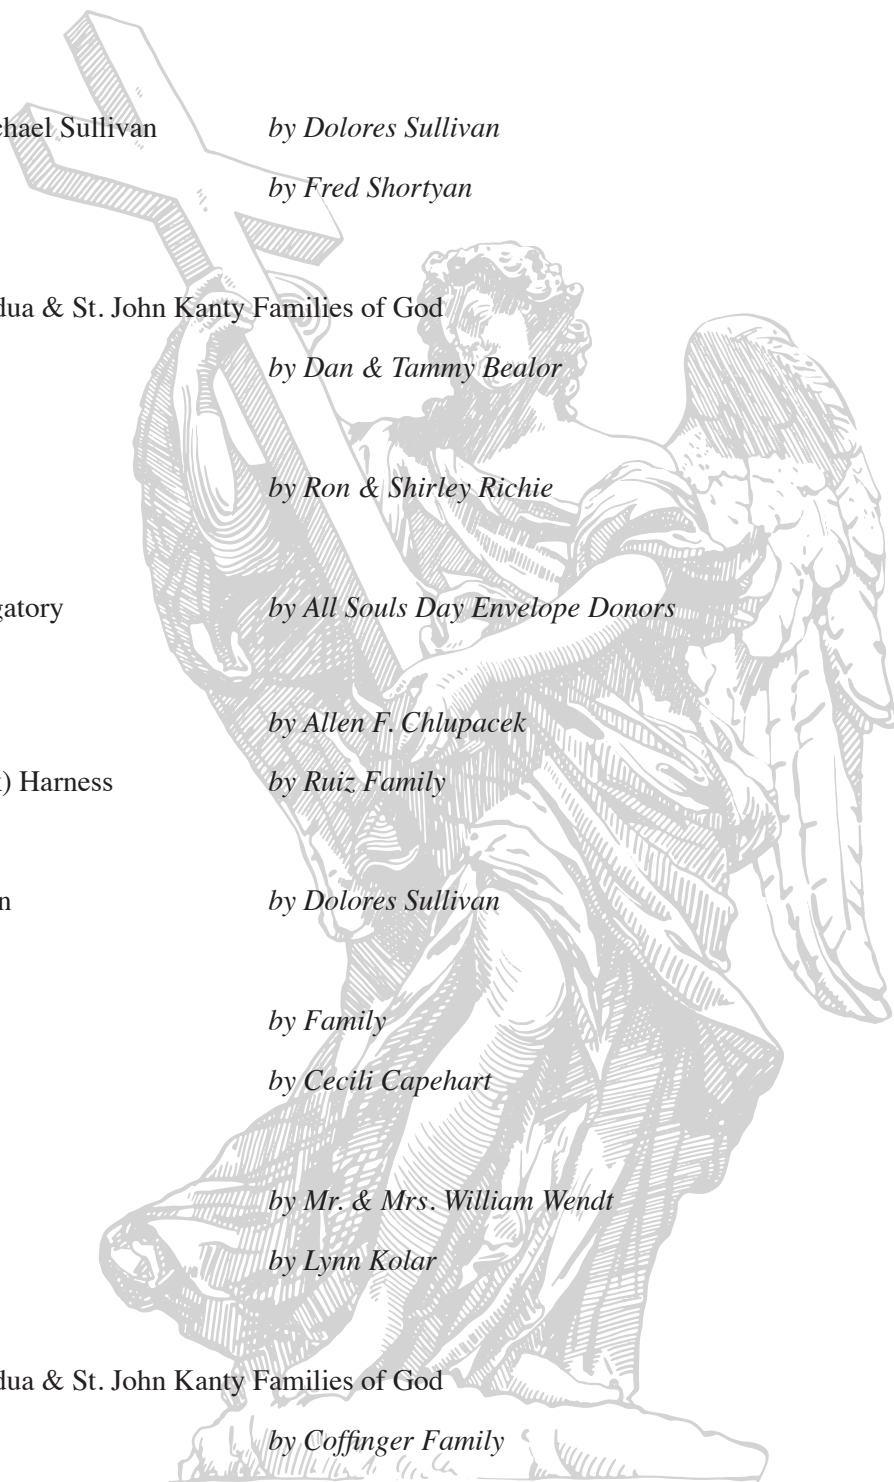 chael Sullivan by Dolores Sullivan
by Fred Shortyan
dua & St. John Kanty Families of God
by Dan & Tammy Bealor
by Ron & Shirley Richie
gatory by All Souls Day Envelope Donors
by Allen F. Chlupacek
) Harness by Ruiz Family
n by Dolores Sullivan
by Family
by Cecili Capehart
by Mr. & Mrs. William Wendt
by Lynn Kolar
dua & St. John Kanty Families of God
by Coffinger Family